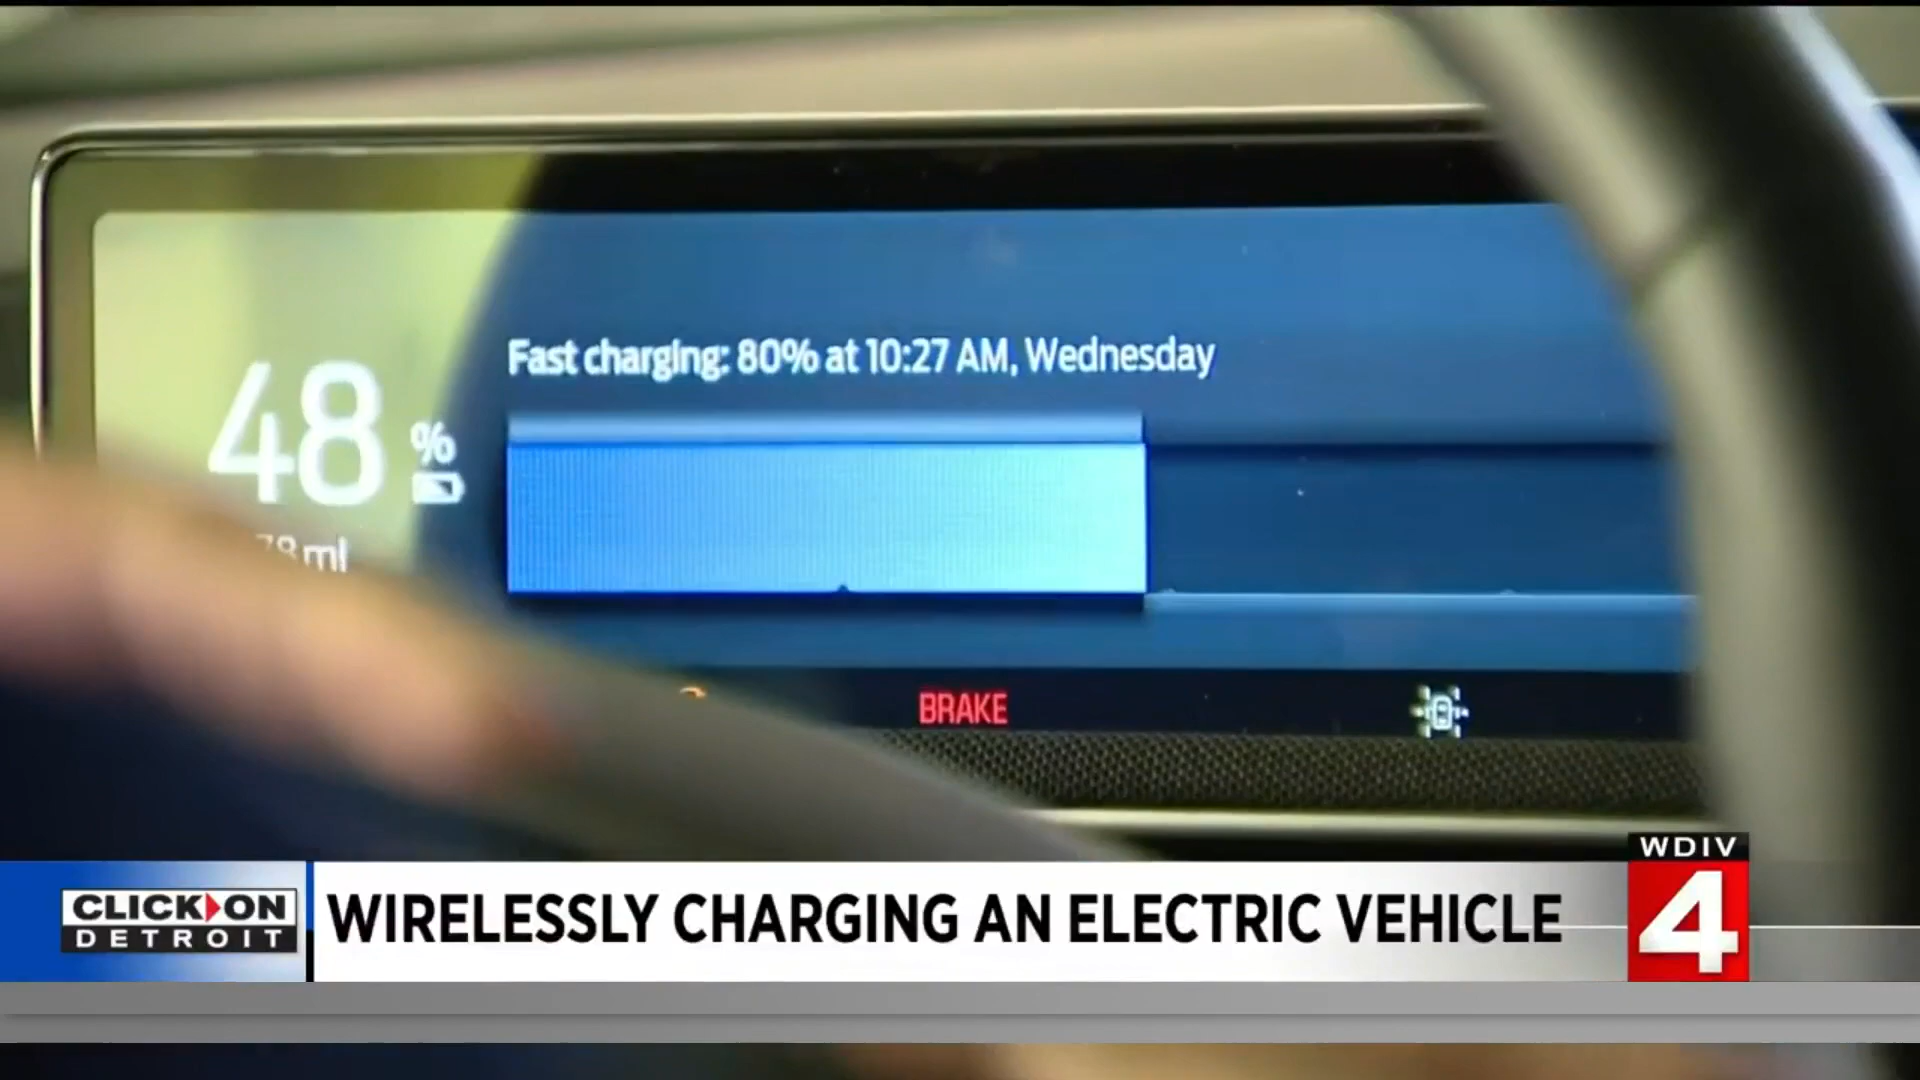 Fast charging: 80% at 10:27 AM, Wednesday
48 %
mi
BRAKE
WDIV
4
CLICK ON
DETROIT
WIRELESSLY CHARGING AN ELECTRIC VEHICLE